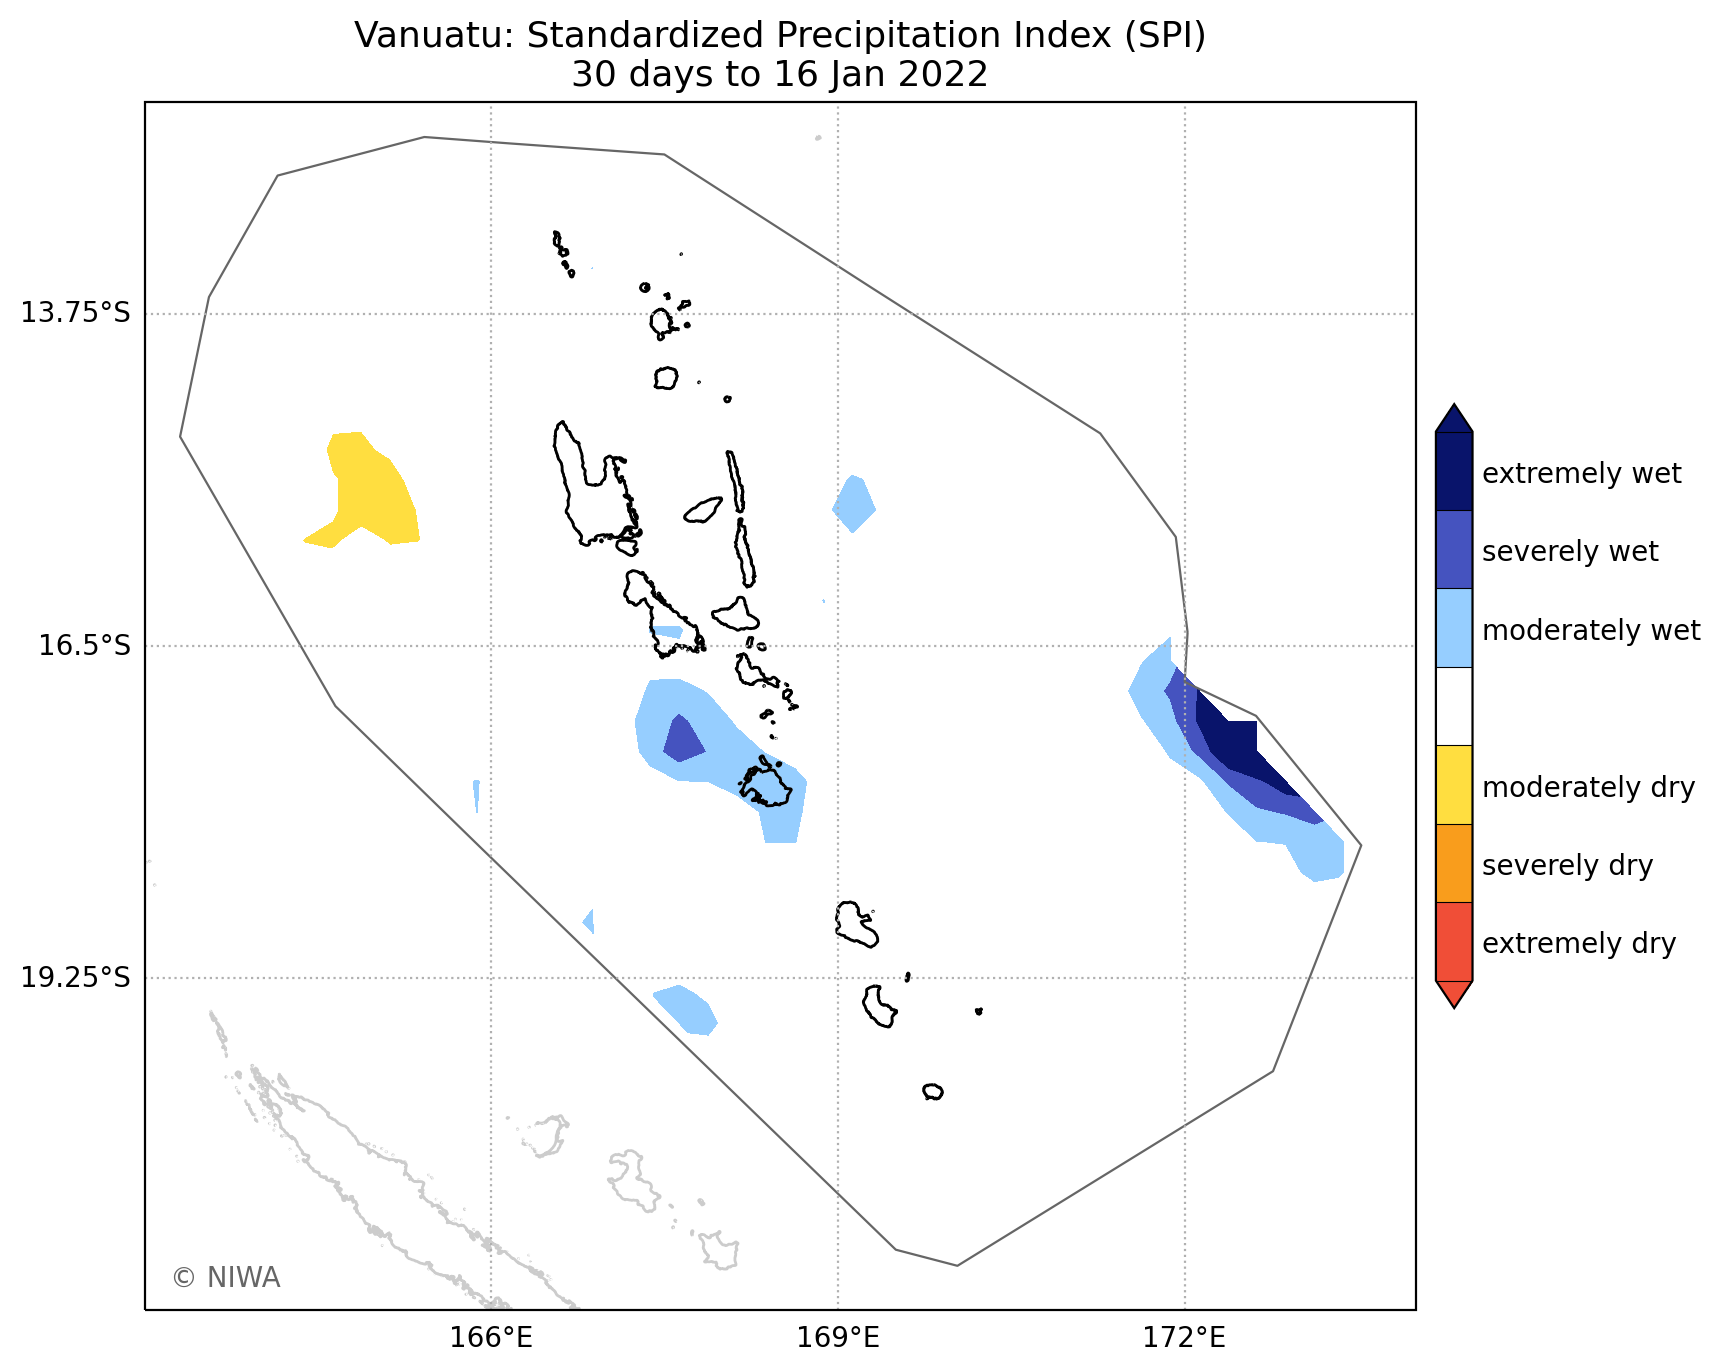 Vanuatu: Standardized Precipitation Index (SPI)
30 days to 16 Jan 2022
13.75°S
16.5°S
19.25°S
166°E
169°E
172°E
extremely wet
severely wet
moderately wet
moderately dry
severely dry
extremely dry
© NIWA